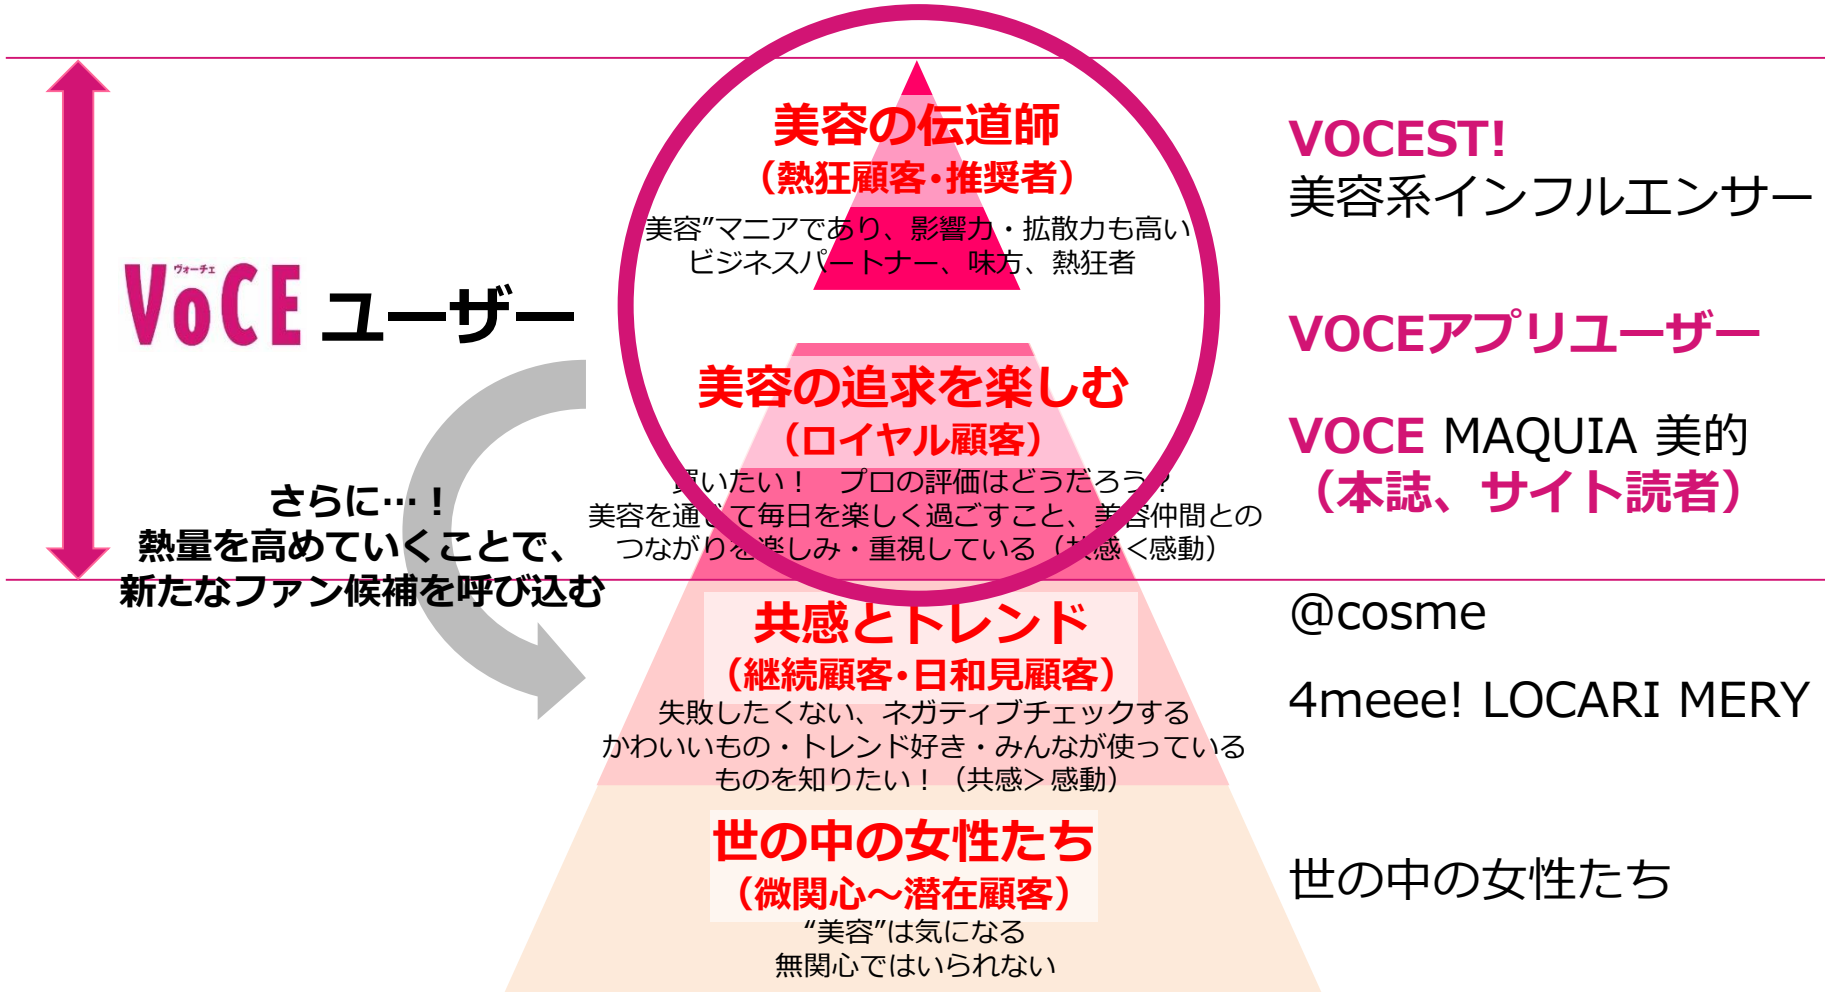 美容の伝道師
（熱狂顧客・推奨者）
美容”マニアであり、影響力・拡散力も高い
ビジネスパートナー、味方、熱狂者
VOCEST!
美容系インフルエンサー
ヴォーチェ
VoCE ユーザー
VOCEアプリユーザー
美容の追求を楽しむ
（ロイヤル顧客）
買いたい！　プロの評価はどうだろう？
美容を通じて毎日を楽しく過ごすこと、美容仲間との
つながりを楽しみ・重視している（共感＜感動）
VOCE MAQUIA 美的
（本誌、サイト読者）
さらに…！
熱量を高めていくことで、
新たなファン候補を呼び込む
共感とトレンド
（継続顧客・日和見顧客）
失敗したくない、ネガティブチェックする
かわいいもの・トレンド好き・みんなが使っている
ものを知りたい！（共感＞感動）
@cosme
4meee! LOCARI MERY
世の中の女性たち
（微関心～潜在顧客）
“美容”は気になる
無関心ではいられない
世の中の女性たち